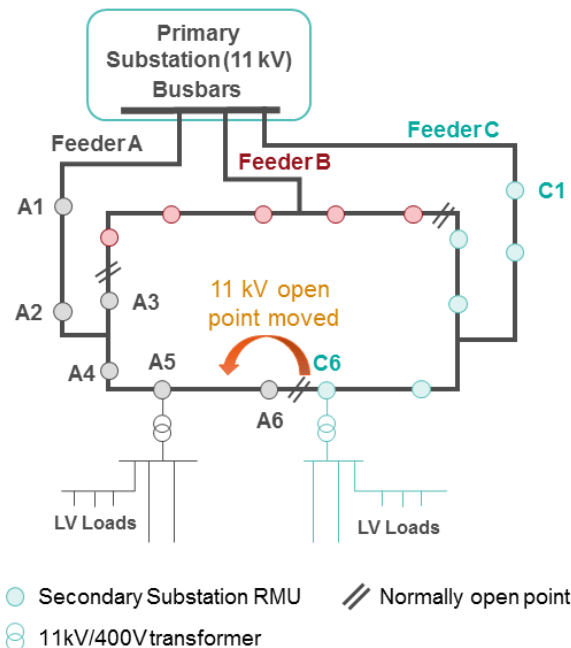 Primary
Substation (11 kV)
Busbars
Feeder A
Feeder B
Feeder C
A1
C1
A2
A3
11 kV open
point moved
A4
A5
C6
A6
LV Loads
LV Loads
Secondary Substation RMU
Normally open point
11kV/400V transformer